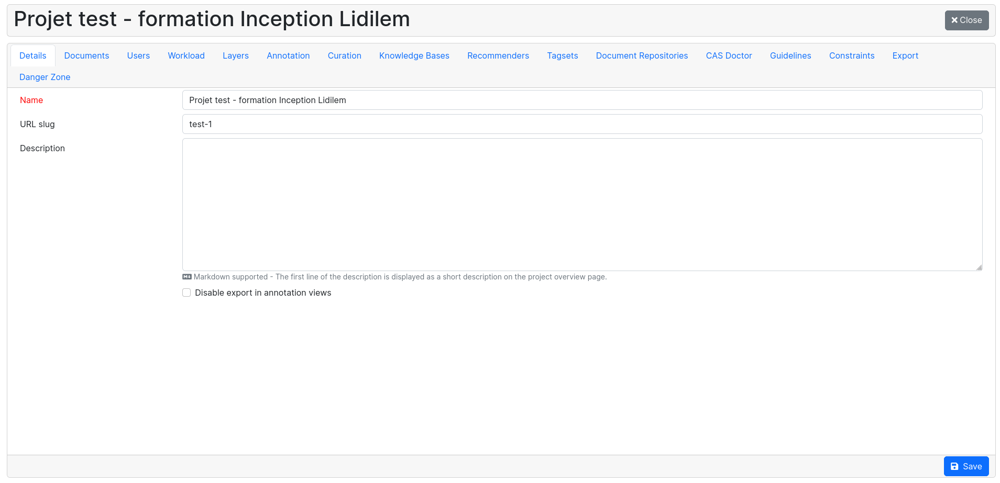 Projet test - formation Inception Lidilem
Close
Details Documents Users Workload Layers Annotation Curation Knowledge Bases Recommenders Tagsets Document Repositories CAS Doctor Guidelines Constraints Export
Danger Zone
Name Projet test - formation Inception Lidilem
URL slug test-1
Description
Markdown supported - The first line of the description is displayed as a short description on the project overview page.
Disable export in annotation views
Save